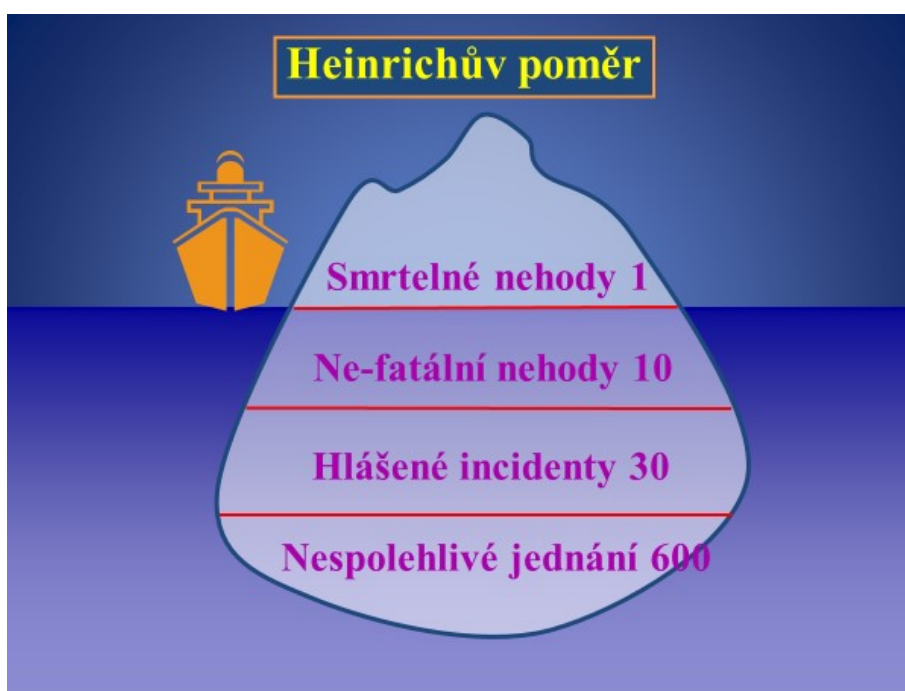 Heinrichův poměr
Smrtelné nehody 1
Ne-fatální nehody 10
Hlášené incidenty 30
Nespolehlivé jednání 600